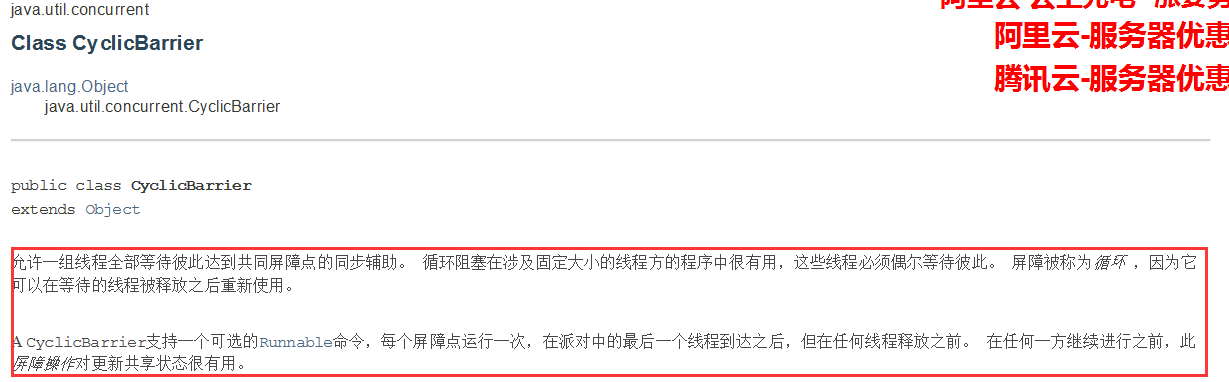 java.util.concurrent
阿里云-服务器优惠
Class CyclicBarrier
腾讯云-服务器优惠
java.lang.Object
java.util.concurrent.CyclicBarrier
public class CyclicBarrier
extends Object
允许一组线程全部等待彼此达到共同屏障点的同步辅助。 循环阻塞在涉及固定大小的线程方的程序中很有用，这些线程必须偶尔等待彼此。 屏障被称为循环 ，因为它
可以在等待的线程被释放之后重新使用。
A CyclicBarrier支持一个可选的Runnable命令，每个屏障点运行一次，在派对中的最后一个线程到达之后，但在任何线程释放之前。 在任何一方继续进行之前，此
屏障操作对更新共享状态很有用。